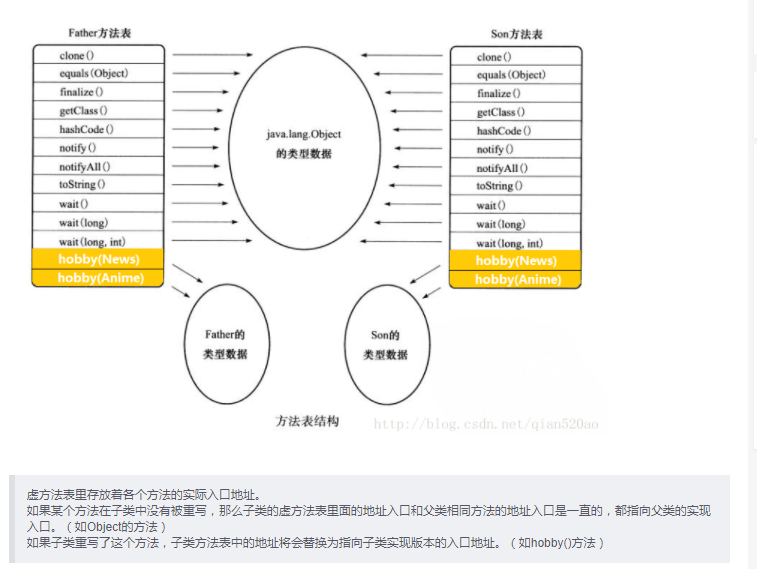 Father方法表
clone()
equals(Object)
finalize()
getClass()
hashCode()
notify()
notifyAll()
toString()
wait()
wait(long)
wait(long, int)
hobby(News)
hobby(Anime)
java.lang.Object
的类型数据
Son方法表
clone()
equals(Object)
finalize()
getClass()
hashCode()
notify()
notifyAll()
toString()
wait()
wait(long)
wait(long, int)
hobby(News)
hobby(Anime)
Father的
类型数据
Son的
类型数据
方法表结构
http://blog.csdn.net/qian520ao
虚方法表里存放着各个方法的实际入口地址。
如果某个方法在子类中没有被重写，那么子类的虚方法表里面的地址入口和父类相同方法的地址入口是一直的，都指向父类的实现
入口。（如Object的方法）
如果子类重写了这个方法，子类方法表中的地址将会替换为指向子类实现版本的入口地址。（如hobby()方法）